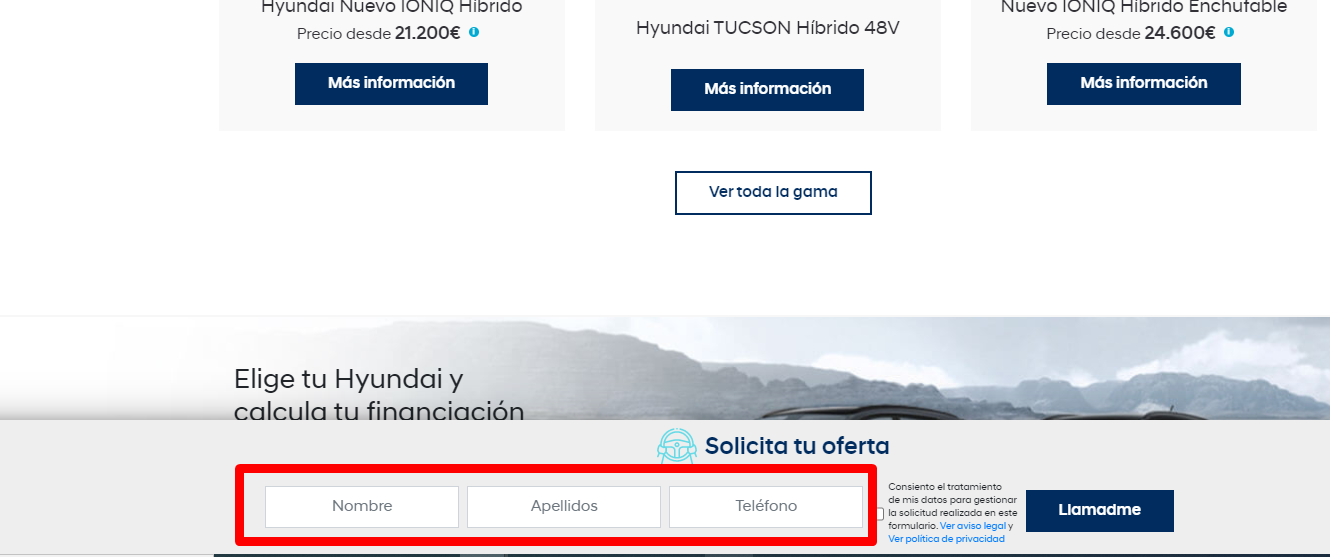 Hyundai Nuevo IONIQ Híbrido
Precio desde 21.200€
Más información
Hyundai TUCSON Híbrido 48V
Más información
Nuevo IONIQ Híbrido Enchufable
Precio desde 24.600€
Más información
Ver toda la gama
Elige tu Hyundai y
calcula tu financiación
Solicita tu oferta
Nombre
Apellidos
Teléfono
Consiento el tratamiento
de mis datos para gestionar
la solicitud realizada en este
formulario. Ver aviso legal y
Ver política de privacidad
Llamadme